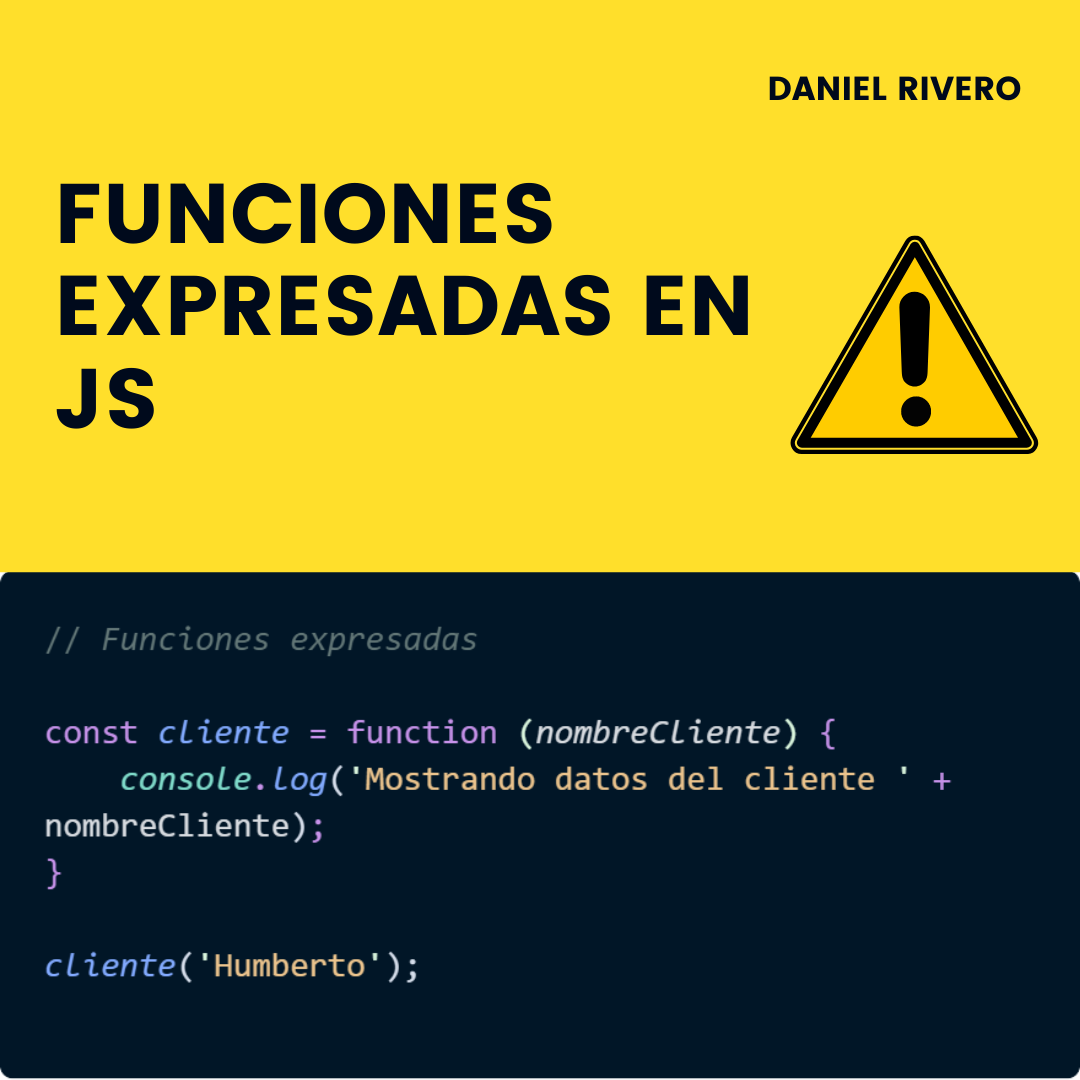 DANIEL RIVERO
FUNCIONES
EXPRESADAS EN
JS
// Funciones expresadas
const cliente = function (nombreCliente) {
    console.log('Mostrando datos del cliente ' +
nombreCliente);
}
cliente('Humberto');